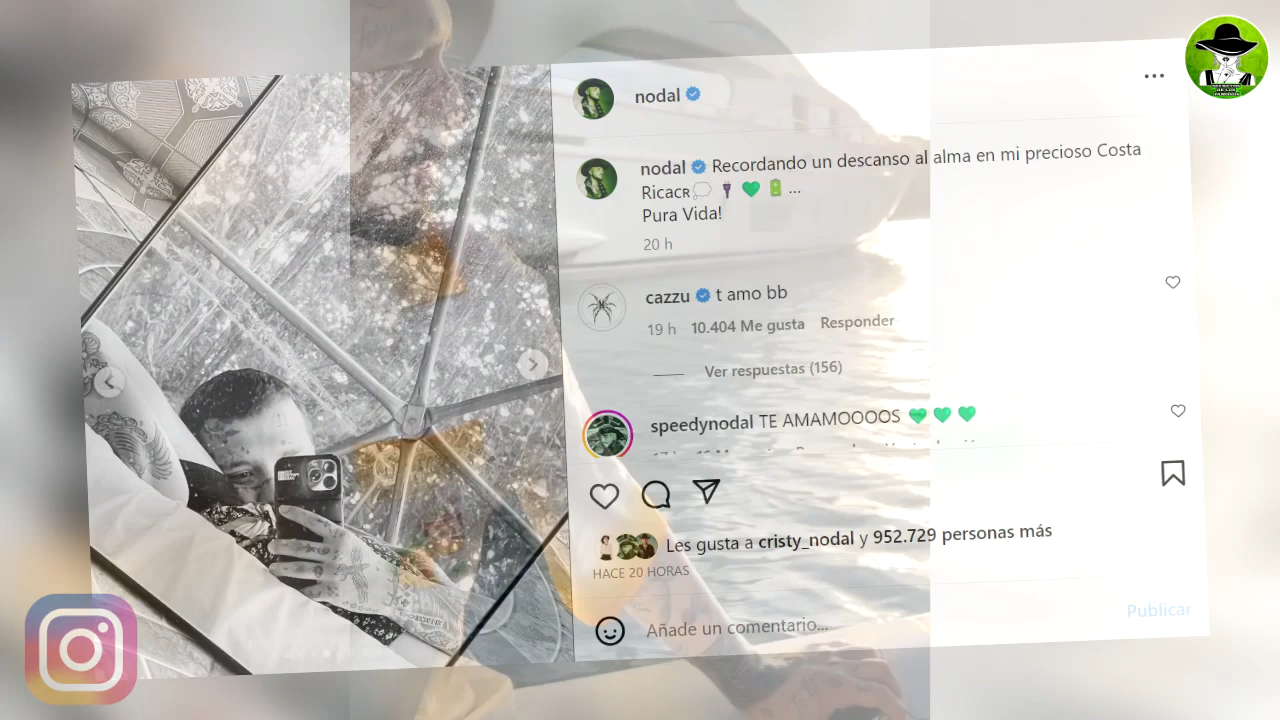 nodal
nodal Recordando un descanso al alma en mi precioso Costa
Ricaᴄʀ💭 🔌 💚 🔋 ...
Pura Vida!
20 h
cazzu t amo bb
19 h 10.404 Me gusta Responder
Ver respuestas (156)
speedynodal TE AMAMOOOOS 💚 💚 💚
Les gusta a cristy_nodal y 952.729 personas más
HACE 20 HORAS
Añade un comentario...
Publicar